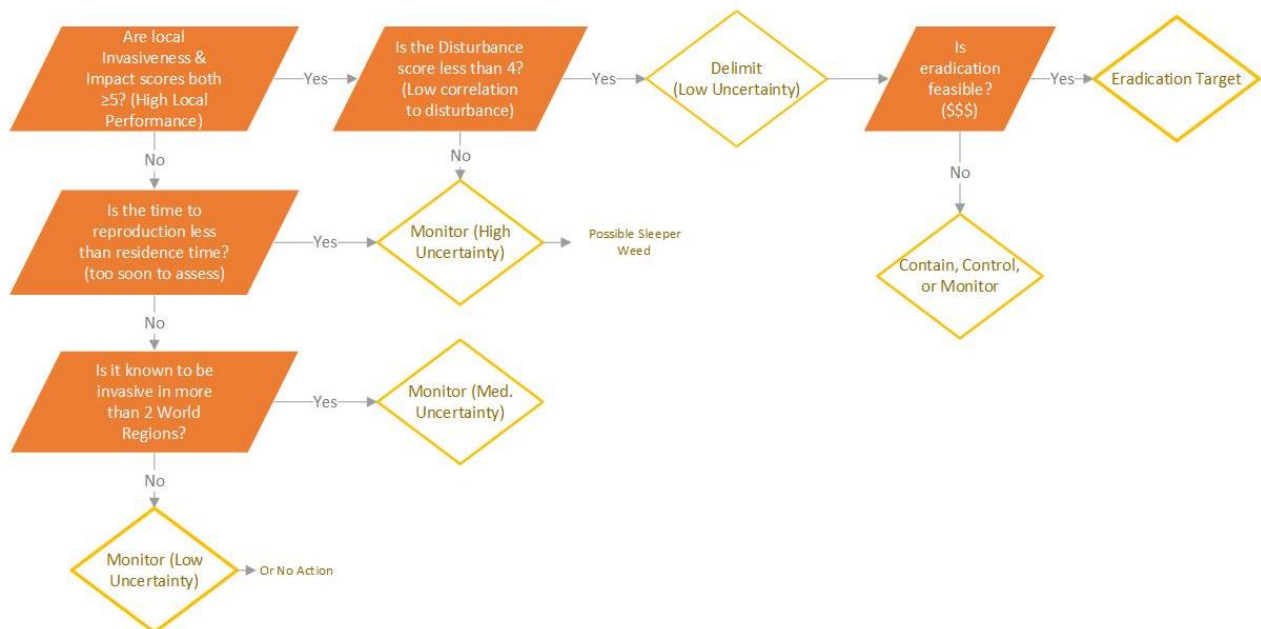 Are local
Invasiveness &
Impact scores both
≥5? (High Local
Performance)
Yes
Is the Disturbance
score less than 4?
(Low correlation
to disturbance)
Yes
Delimit
(Low Uncertainty)
Is
eradication
feasible?
($$$)
Yes
Eradication Target
No
No
No
Is the time to
reproduction less
than residence time?
(too soon to assess)
Yes
Monitor (High
Uncertainty)
Possible Sleeper
Weed
Contain, Control,
or Monitor
No
Is it known to be
invasive in more
than 2 World
Regions?
Yes
Monitor (Med.
Uncertainty)
No
Monitor (Low
Uncertainty)
Or No Action